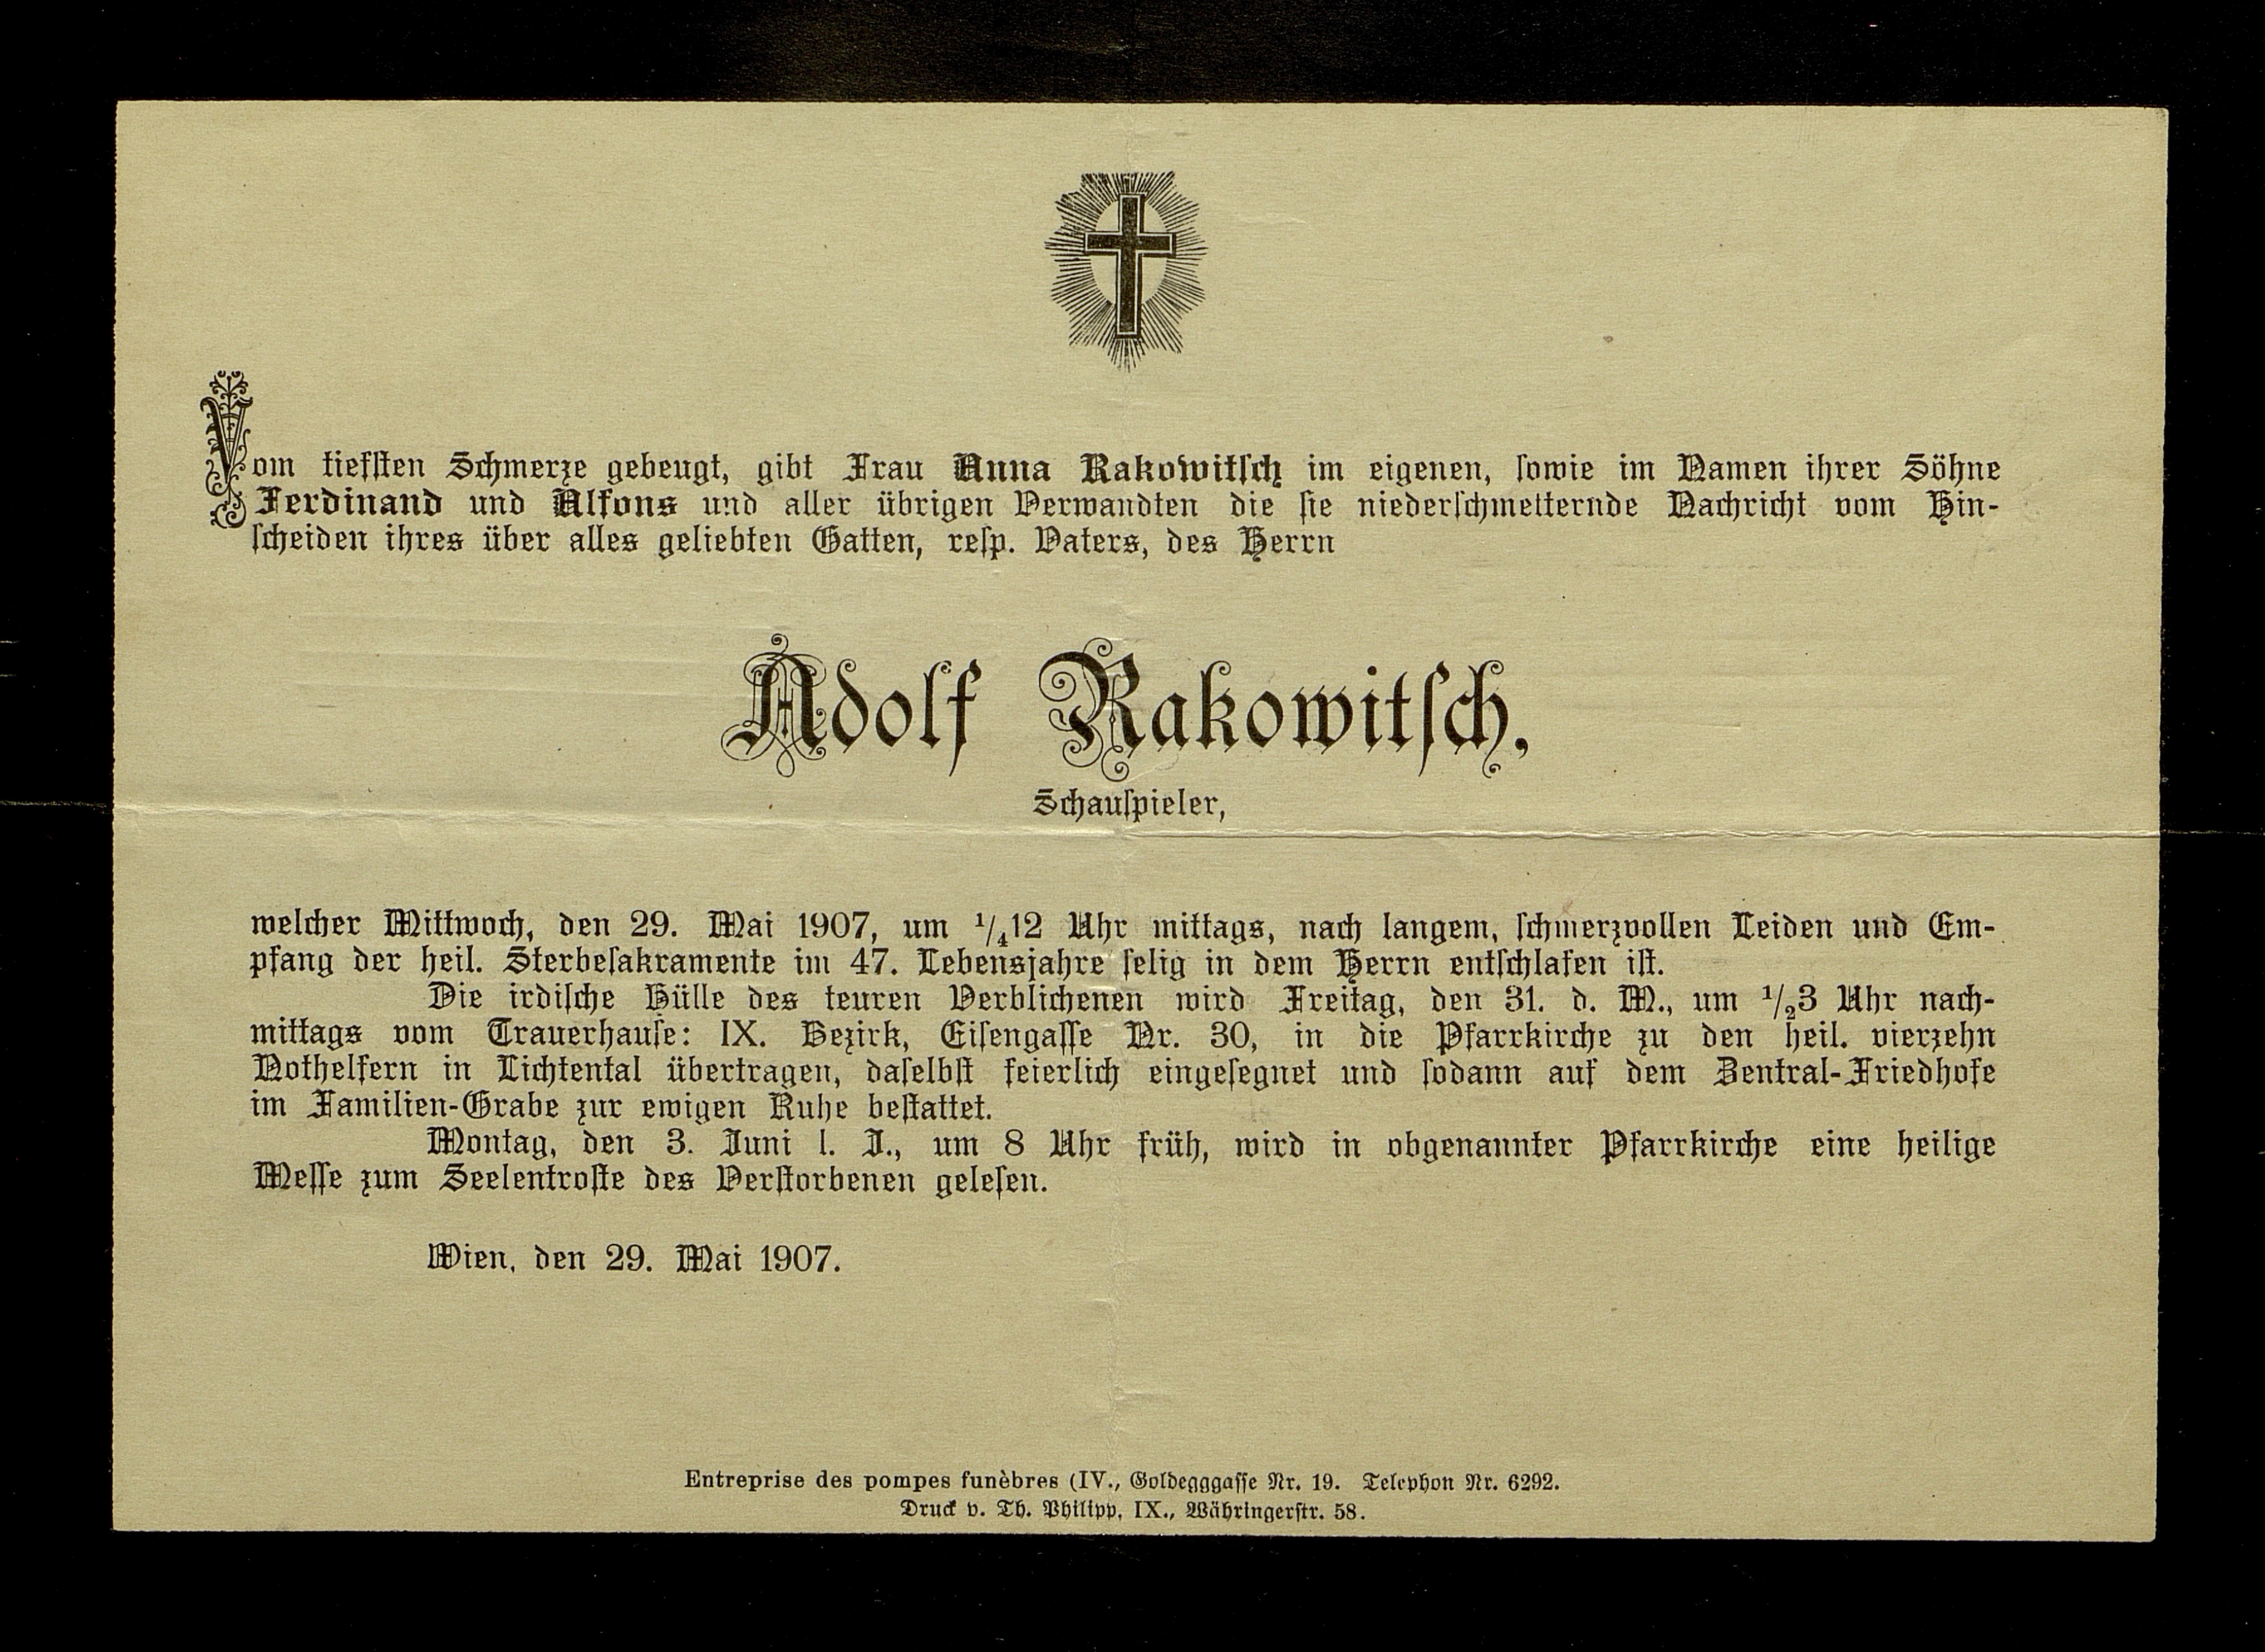 Vom tiefsten Schmerze gebeugt, gibt Frau Anna Rakowitsch im eigenen, sowie im Namen ihrer Söhne
Ferdinand und Alfons und aller übrigen Verwandten die sie niederschmetternde Nachricht vom Hin-
scheiden ihres über alles geliebten Gatten, resp. Vaters, des Herrn
Adolf Rakowitsch,
Schauspieler,
welcher Mittwoch, den 29. Mai 1907, um 1/412 Uhr mittags, nach langem, schmerzvollen Leiden und Em-
pfang der heil. Sterbesakramente im 47. Lebensjahre selig in dem Herrn entschlafen ist.
Die irdische Hülle des teuren Verblichenen wird Freitag, den 31. d. M., um 1/23 Uhr nach-
mittags vom Trauerhause: IX. Bezirk, Eisengasse Nr. 30, in die Pfarrkirche zu den heil. vierzehn
Nothelfern in Lichtental übertragen, daselbst feierlich eingesegnet und sodann auf dem Zentral-Friedhofe
im Familien-Grabe zur ewigen Ruhe bestattet.
Montag, den 3. Juni l. J., um 8 Uhr früh, wird in obgenannter Pfarrkirche eine heilige
Messe zum Seelentroste des Verstorbenen gelesen.
Wien, den 29. Mai 1907.
Entreprise des pompes funèbres (IV., Goldegggasse Nr. 19. Telephon Nr. 6292.
Druck v. Th. Philipp, IX., Währingerstr. 58.